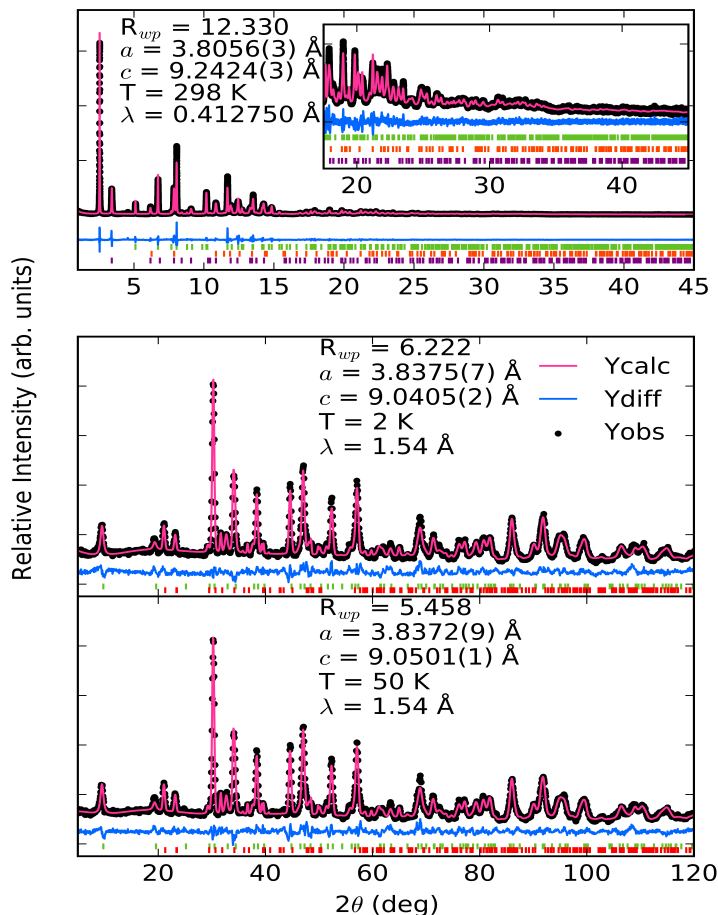 R_wp = 12.330
a = 3.8056(3) Å
c = 9.2424(3) Å
T = 298 K
λ = 0.412750 Å
20 30 40
5 10 15 20 25 30 35 40 45
Relative Intensity (arb. units)
R_wp = 6.222
a = 3.8375(7) Å
c = 9.0405(2) Å
T = 2 K
λ = 1.54 Å
Ycalc
Ydiff
Yobs
R_wp = 5.458
a = 3.8372(9) Å
c = 9.0501(1) Å
T = 50 K
λ = 1.54 Å
20 40 60 80 100 120
2θ (deg)